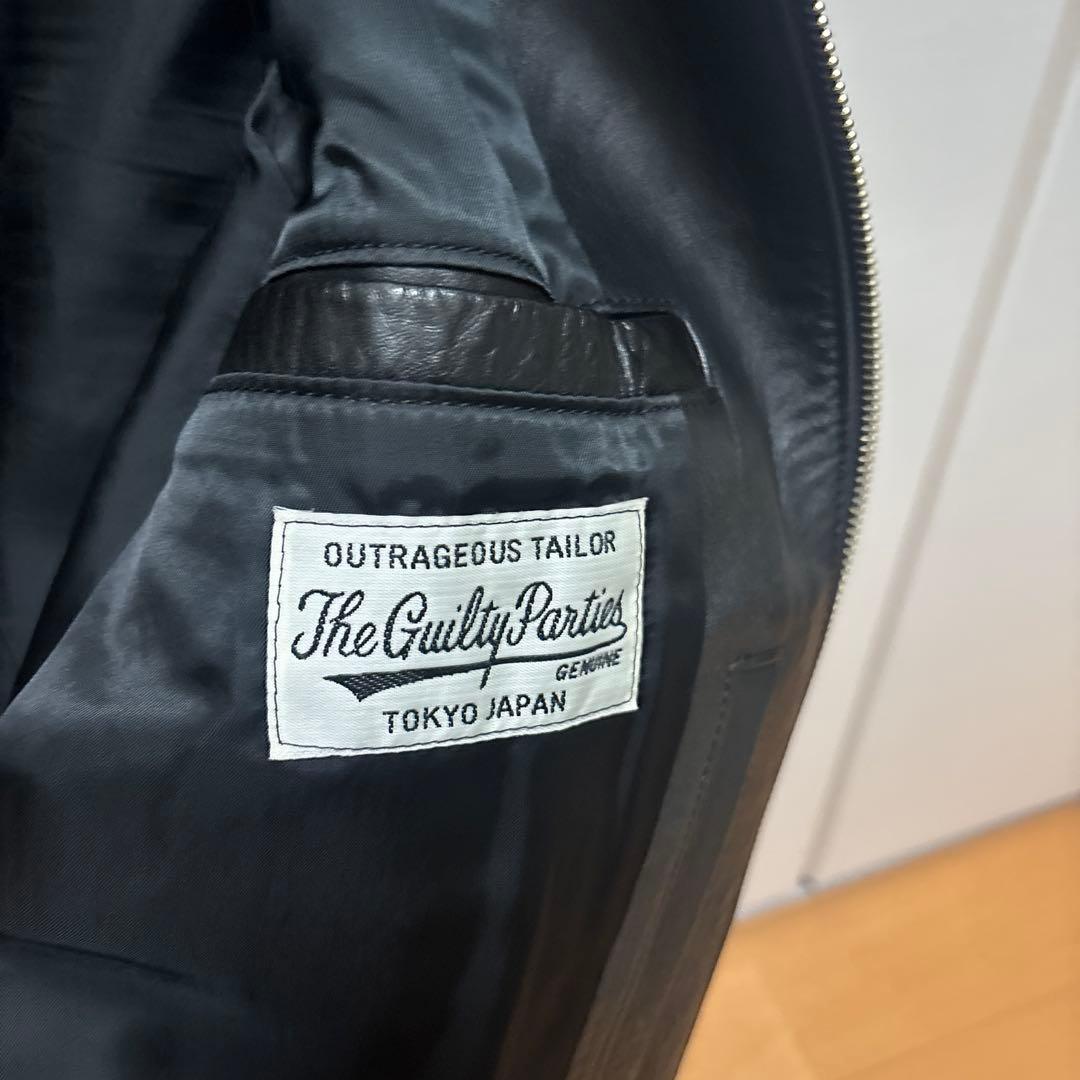 OUTRAGEOUS TAILOR
The Guilty Parties
GENUINE
TOKYO JAPAN